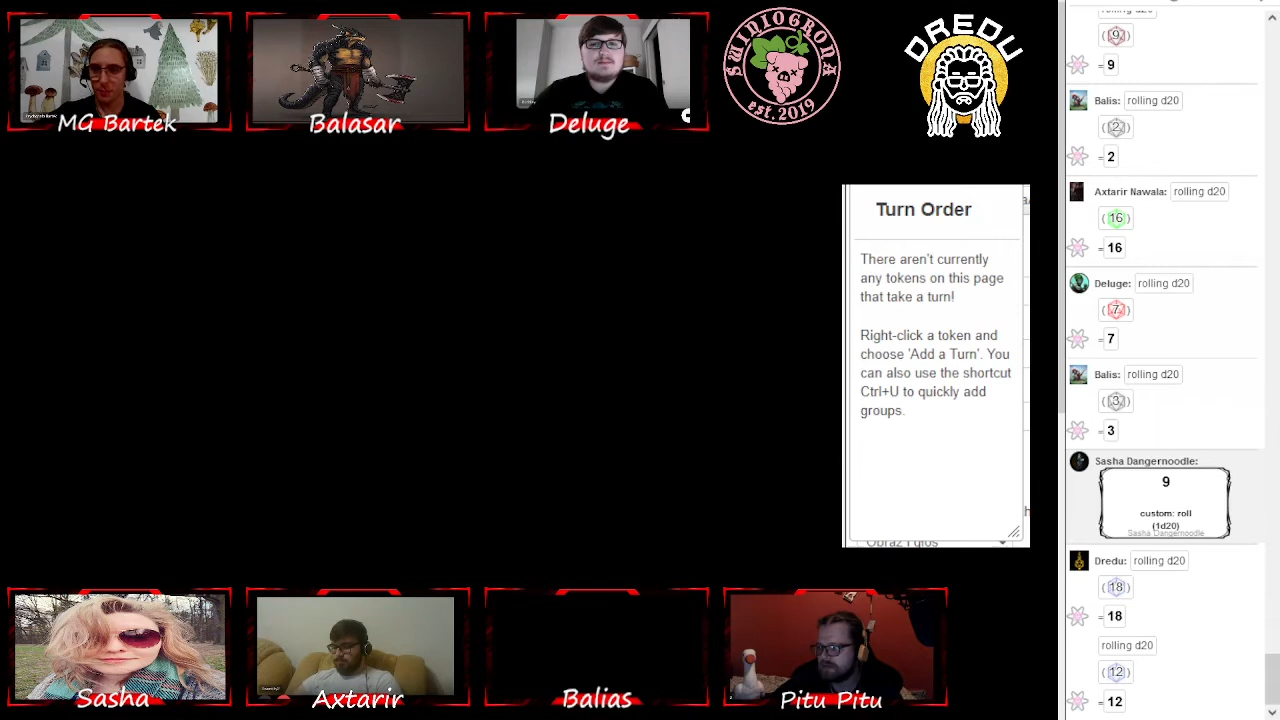 MG Bartek
Balasar
Deluge
ŚWINIOGRONA
est. 2019
DREDU
Turn Order
There aren't currently
any tokens on this page
that take a turn!
Right-click a token and
choose 'Add a Turn'. You
can also use the shortcut
Ctrl+U to quickly add
groups.
Obraz i głos
Sasha
Axtarir
Balias
Pitu Pitu
rolling d20
(9)
= 9
Balis: rolling d20
(2)
= 2
Axtarir Nawala: rolling d20
(16)
= 16
Deluge: rolling d20
(7)
= 7
Balis: rolling d20
(3)
= 3
Sasha Dangernoodle:
9
custom: roll
(1d20)
Sasha Dangernoodle
Dredu: rolling d20
(18)
= 18
rolling d20
(12)
= 12